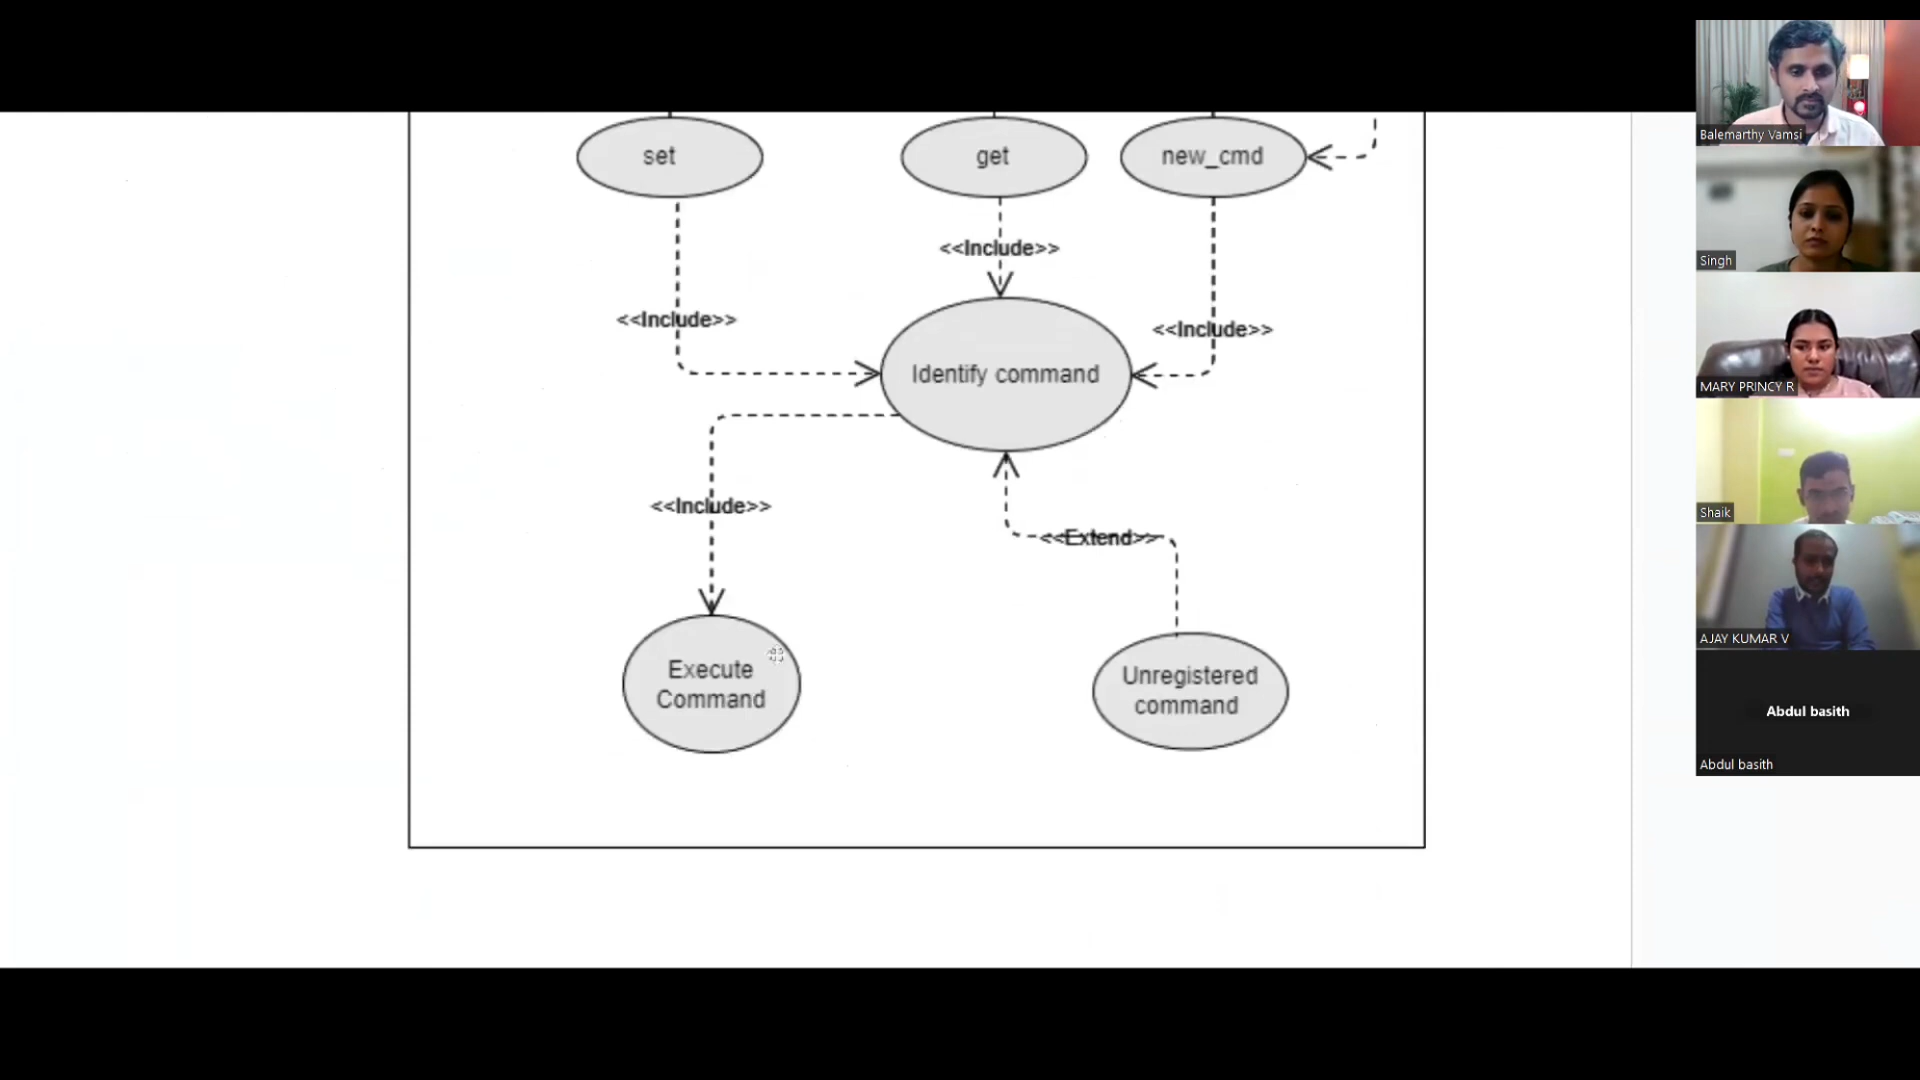 set
get
new_cmd
<<Include>>
<<Include>>
<<Include>>
Identify command
<<Include>>
<<Extend>>
Execute
Command
Unregistered
command
Balemarthy Vamsi
Singh
MARY PRINCY R
Shaik
AJAY KUMAR V
Abdul basith
Abdul basith